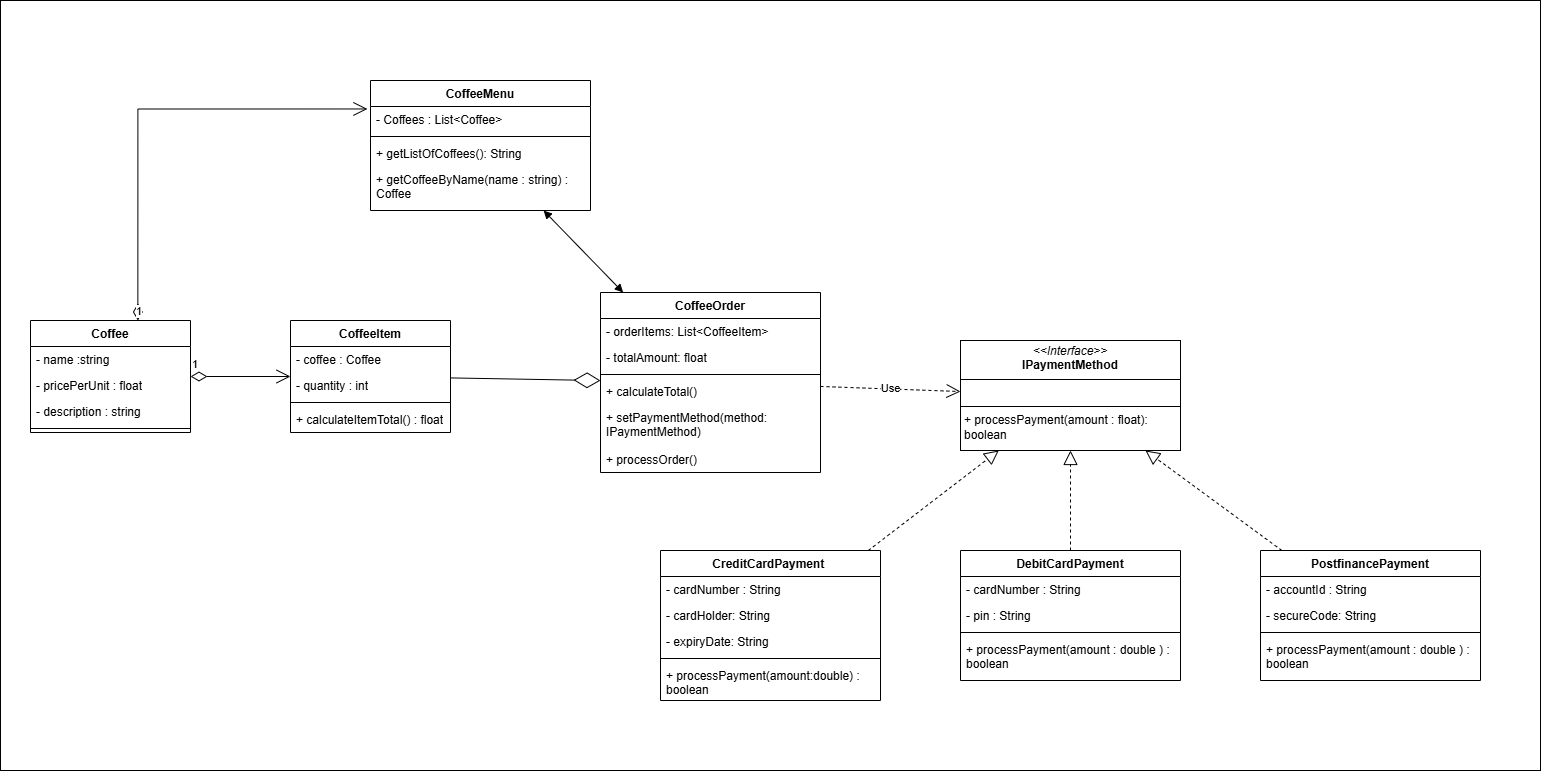 CoffeeMenu
- Coffees : List<Coffee>
+ getListOfCoffees(): String
+ getCoffeeByName(name : string) :
Coffee
1
Coffee
- name :string
- pricePerUnit : float
- description : string
1
CoffeeItem
- coffee : Coffee
- quantity : int
+ calculateItemTotal() : float
CoffeeOrder
- orderItems: List<CoffeeItem>
- totalAmount: float
+ calculateTotal()
+ setPaymentMethod(method:
IPaymentMethod)
+ processOrder()
Use
<<Interface>>
IPaymentMethod
+ processPayment(amount : float):
boolean
CreditCardPayment
- cardNumber : String
- cardHolder: String
- expiryDate: String
+ processPayment(amount:double) :
boolean
DebitCardPayment
- cardNumber : String
- pin : String
+ processPayment(amount : double ) :
boolean
PostfinancePayment
- accountId : String
- secureCode: String
+ processPayment(amount : double ) :
boolean